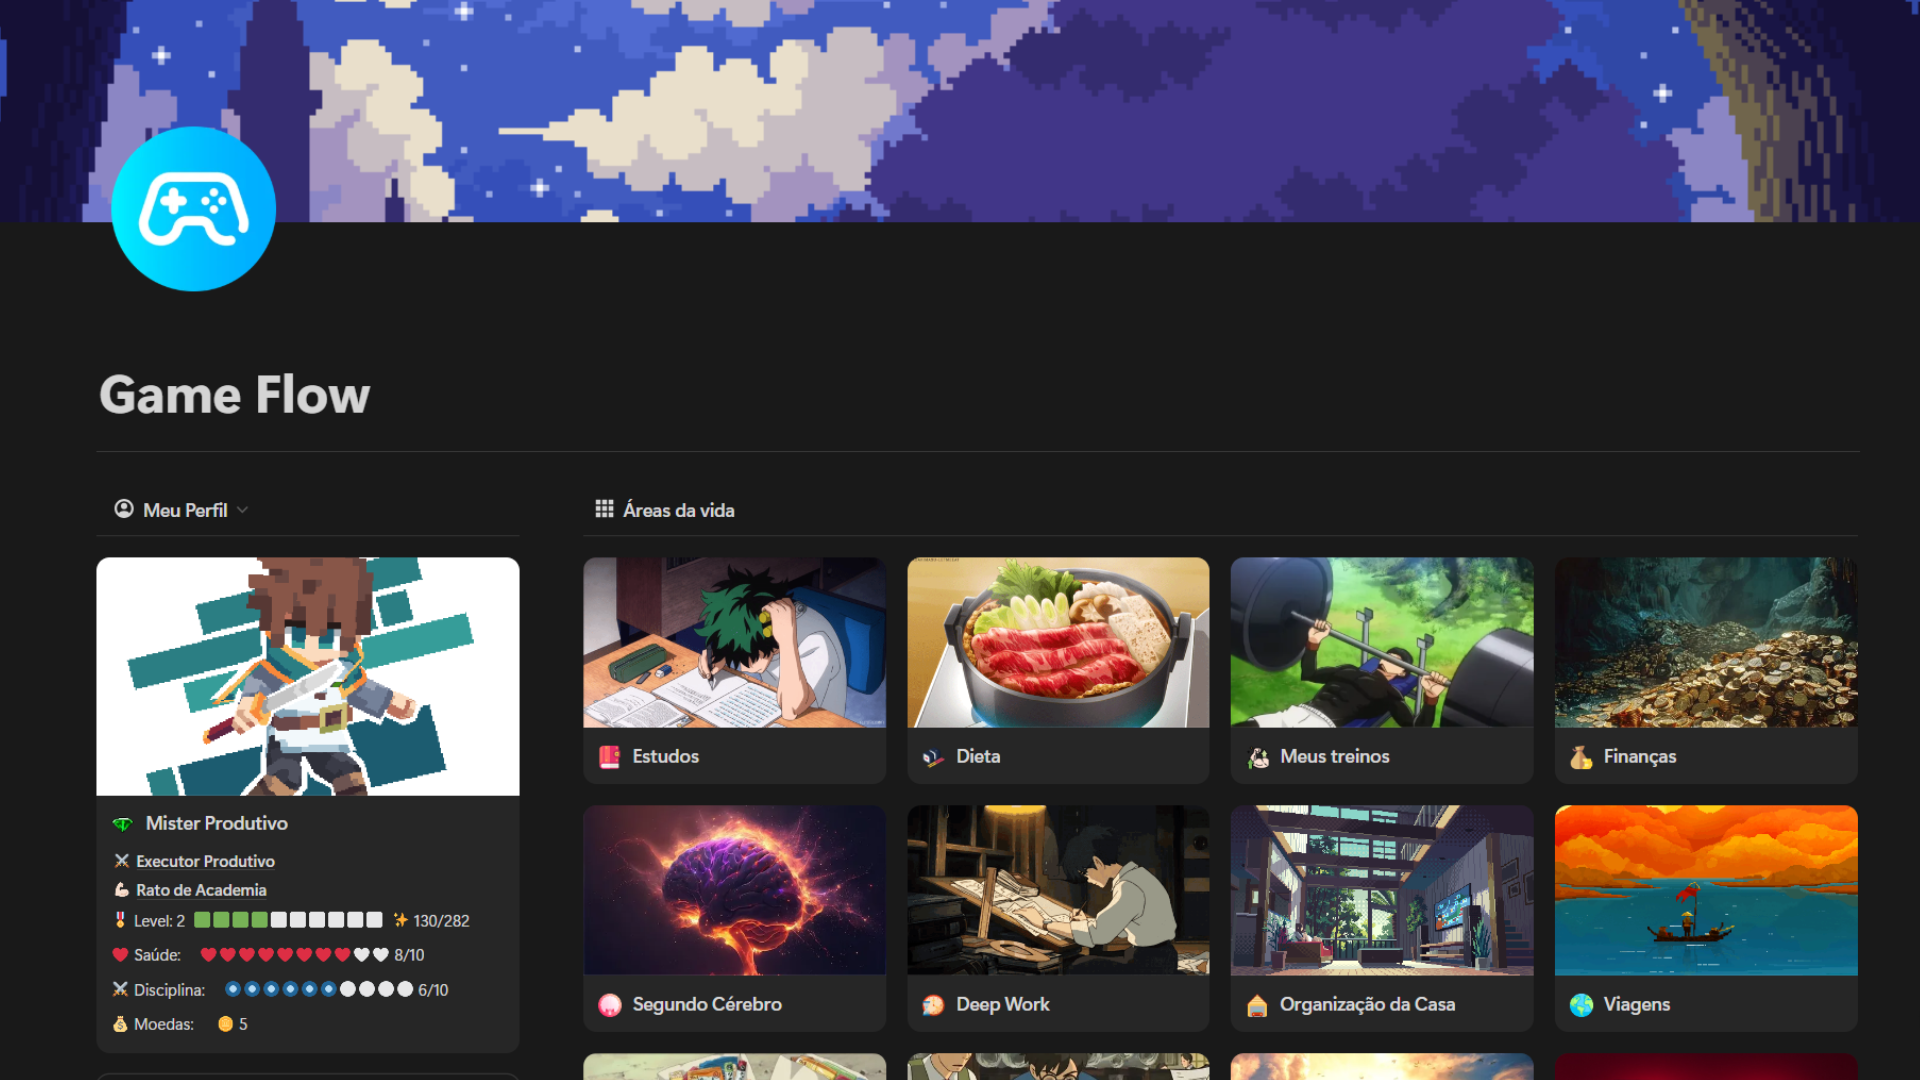 Game Flow
Meu Perfil
Áreas da vida
Estudos
Dieta
Meus treinos
Finanças
Mister Produtivo
Executor Produtivo
Rato de Academia
Level: 2 130/282
Saúde: 8/10
Disciplina: 6/10
Moedas: 5
Segundo Cérebro
Deep Work
Organização da Casa
Viagens